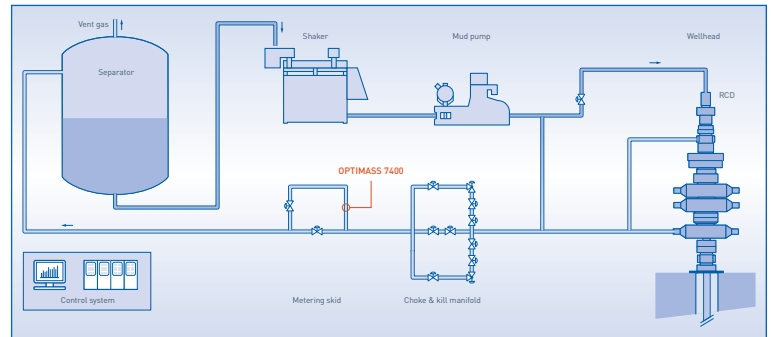 Vent gas
Shaker
Mud pump
Wellhead
Separator
RCD
OPTIMASS 7400
Control system
Metering skid
Choke & kill manifold